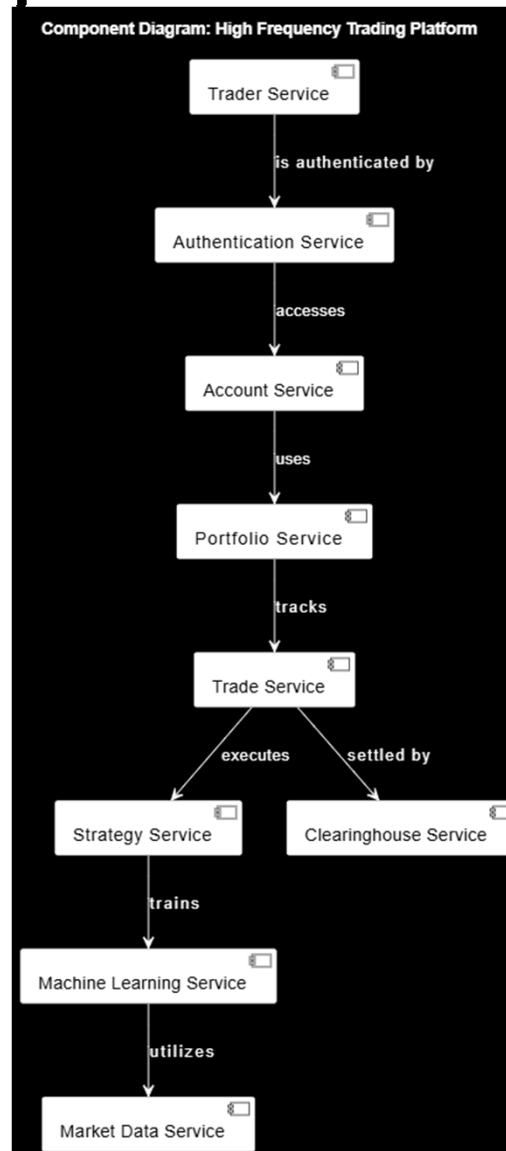 Component Diagram: High Frequency Trading Platform
Trader Service
is authenticated by
Authentication Service
accesses
Account Service
uses
Portfolio Service
tracks
Trade Service
executes
settled by
Strategy Service
Clearinghouse Service
trains
Machine Learning Service
utilizes
Market Data Service